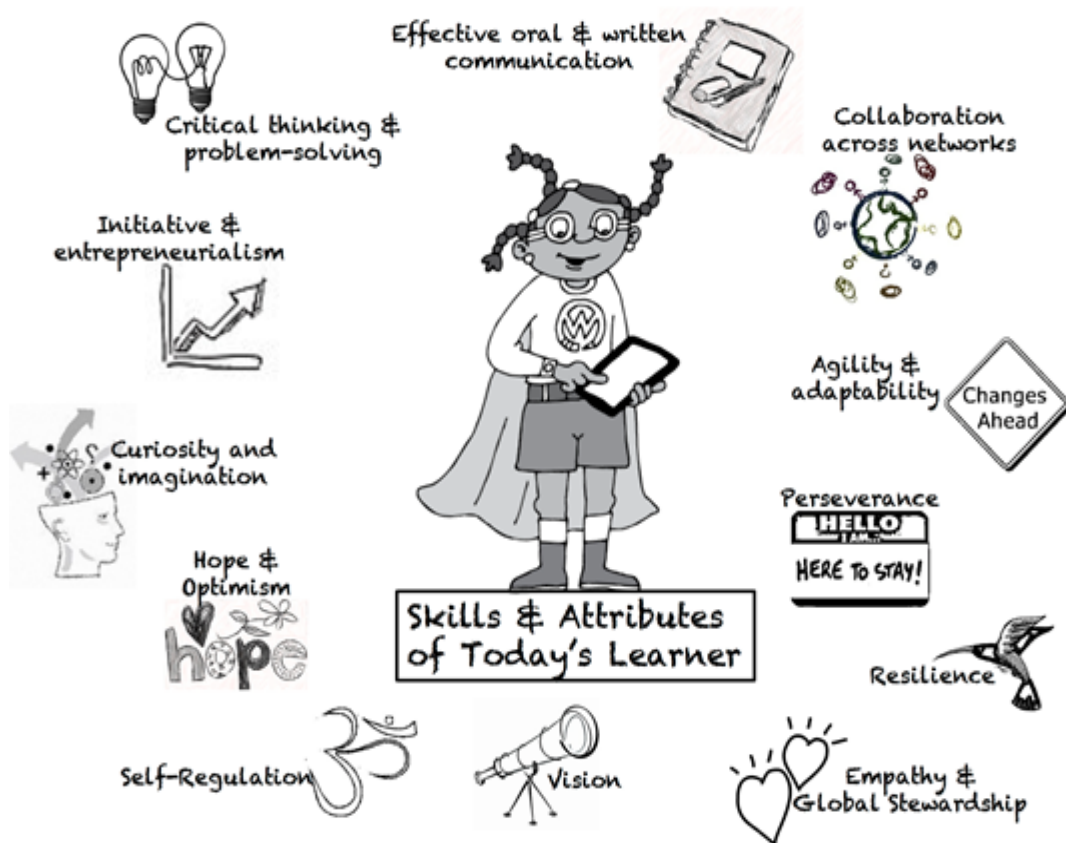 Effective oral & written
communication
Critical thinking &
problem-solving
Collaboration
across networks
Initiative &
entrepreneurialism
Agility &
adaptability
Changes
Ahead
Curiosity and
imagination
Perseverance
HELLO
I AM...
HERE TO STAY!
Hope &
Optimism
hope
Skills & Attributes
of Today's Learner
Resilience
Self-Regulation
Vision
Empathy &
Global Stewardship